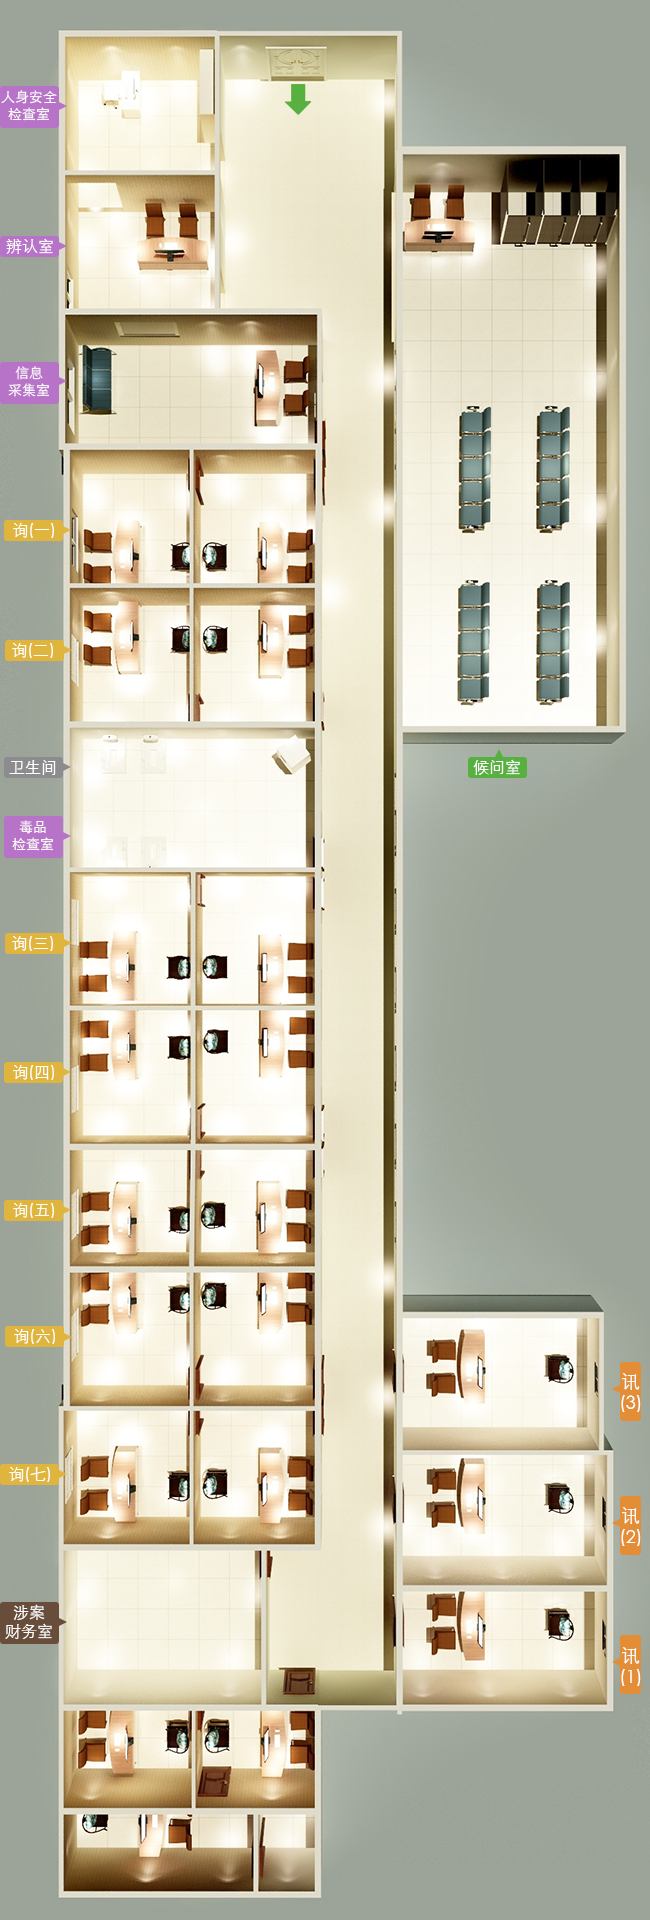 人身安全
检查室
辨认室
信息
采集室
询(一)
询(二)
卫生间
候问室
毒品
检查室
询(三)
询(四)
询(五)
询(六)
讯
(3)
询(七)
讯
(2)
涉案
财务室
讯
(1)